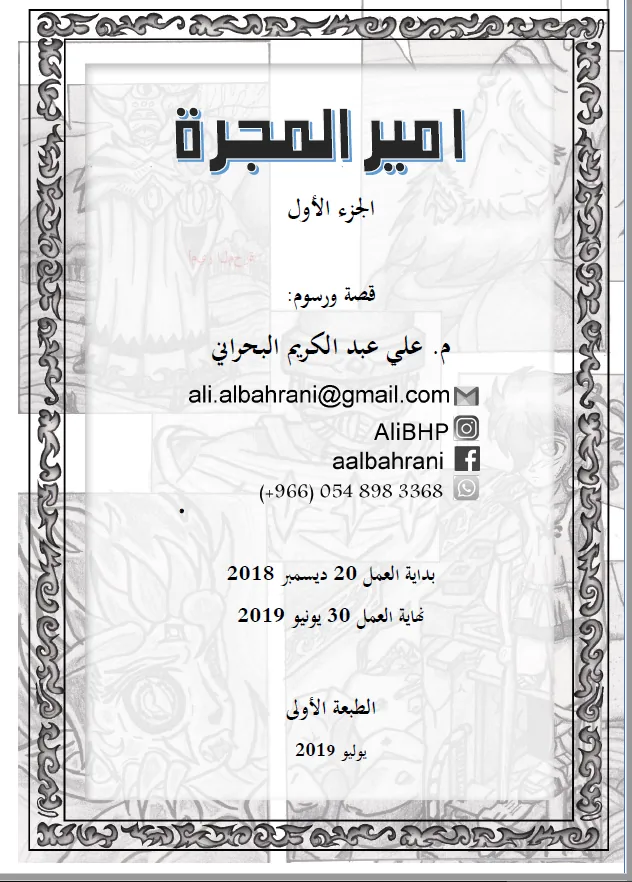 امير المجرة
الجزء الأول
قصة ورسوم:
م. علي عبد الكريم البحراني
ali.albahrani@gmail.com
AliBHP
aalbahrani
(+966) 054 898 3368
بداية العمل 20 ديسمبر 2018
نهاية العمل 30 يونيو 2019
الطبعة الأولى
يوليو 2019